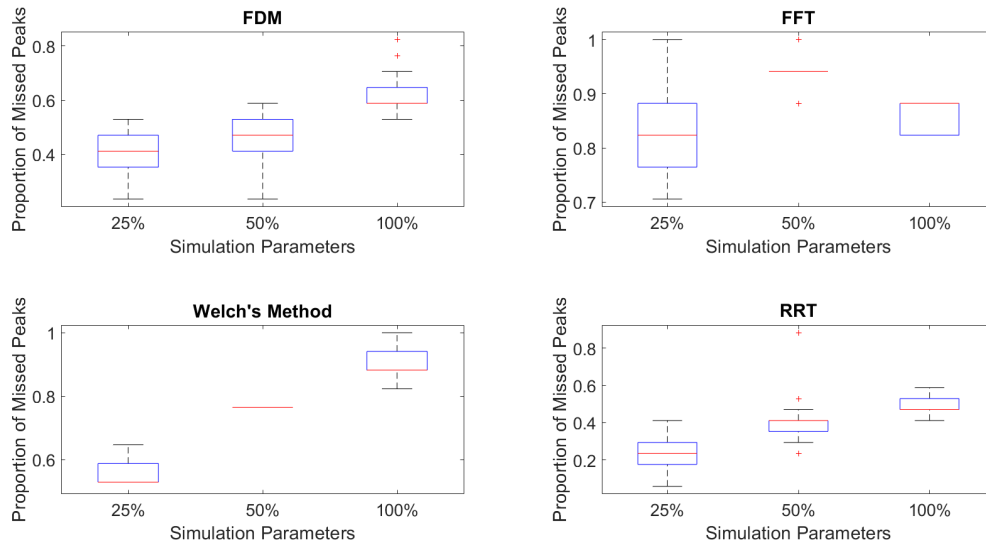 FDM
Proportion of Missed Peaks
0.8
0.6
0.4
25%
50%
100%
Simulation Parameters
FFT
Proportion of Missed Peaks
1
0.9
0.8
0.7
25%
50%
100%
Simulation Parameters
Welch's Method
Proportion of Missed Peaks
1
0.8
0.6
25%
50%
100%
Simulation Parameters
RRT
Proportion of Missed Peaks
0.8
0.6
0.4
0.2
25%
50%
100%
Simulation Parameters